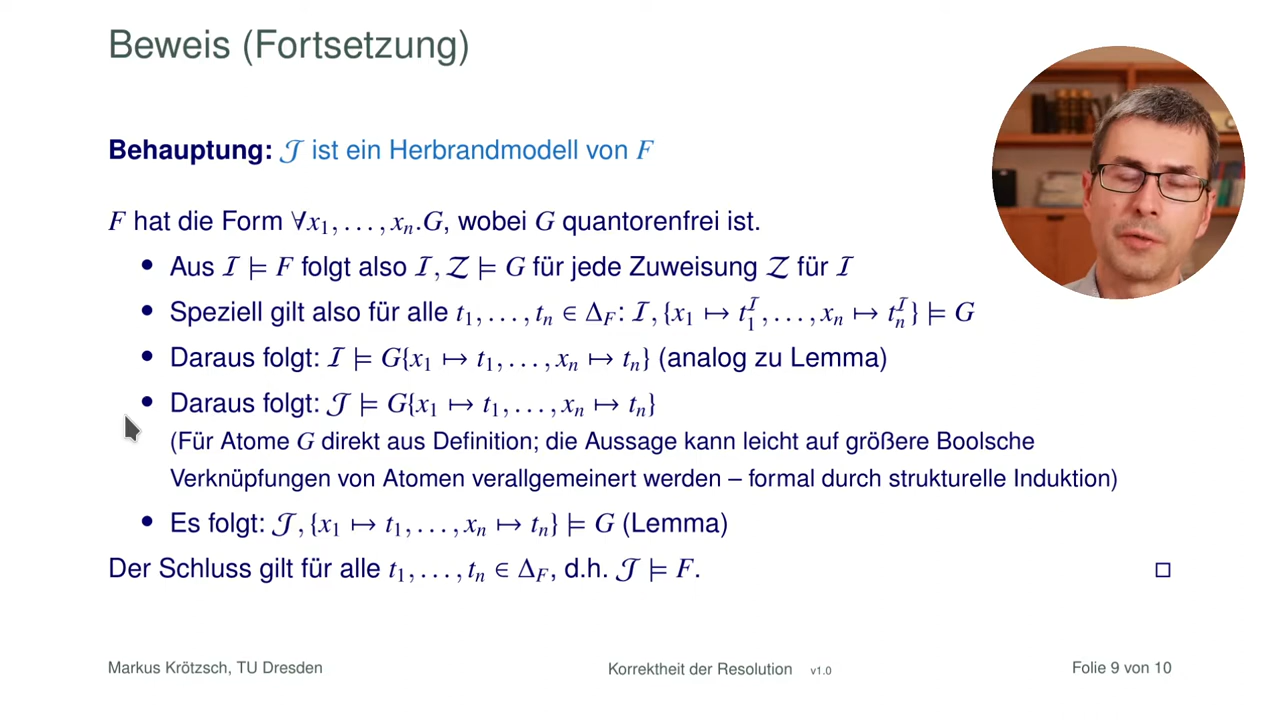 Beweis (Fortsetzung)
Behauptung: 𝒥 ist ein Herbrandmodell von F
F hat die Form ∀x₁, . . . , xₙ.G, wobei G quantorenfrei ist.
• Aus ℐ ⊨ F folgt also ℐ, 𝒵 ⊨ G für jede Zuweisung 𝒵 für ℐ
• Speziell gilt also für alle t₁, . . . , tₙ ∈ Δ_F: ℐ, {x₁ ↦ t₁^ℐ, . . . , xₙ ↦ tₙ^ℐ} ⊨ G
• Daraus folgt: ℐ ⊨ G{x₁ ↦ t₁, . . . , xₙ ↦ tₙ} (analog zu Lemma)
• Daraus folgt: 𝒥 ⊨ G{x₁ ↦ t₁, . . . , xₙ ↦ tₙ}
(Für Atome G direkt aus Definition; die Aussage kann leicht auf größere Boolsche
Verknüpfungen von Atomen verallgemeinert werden – formal durch strukturelle Induktion)
• Es folgt: 𝒥, {x₁ ↦ t₁, . . . , xₙ ↦ tₙ} ⊨ G (Lemma)
Der Schluss gilt für alle t₁, . . . , tₙ ∈ Δ_F, d.h. 𝒥 ⊨ F. □
Markus Krötzsch, TU Dresden Korrektheit der Resolution v1.0 Folie 9 von 10